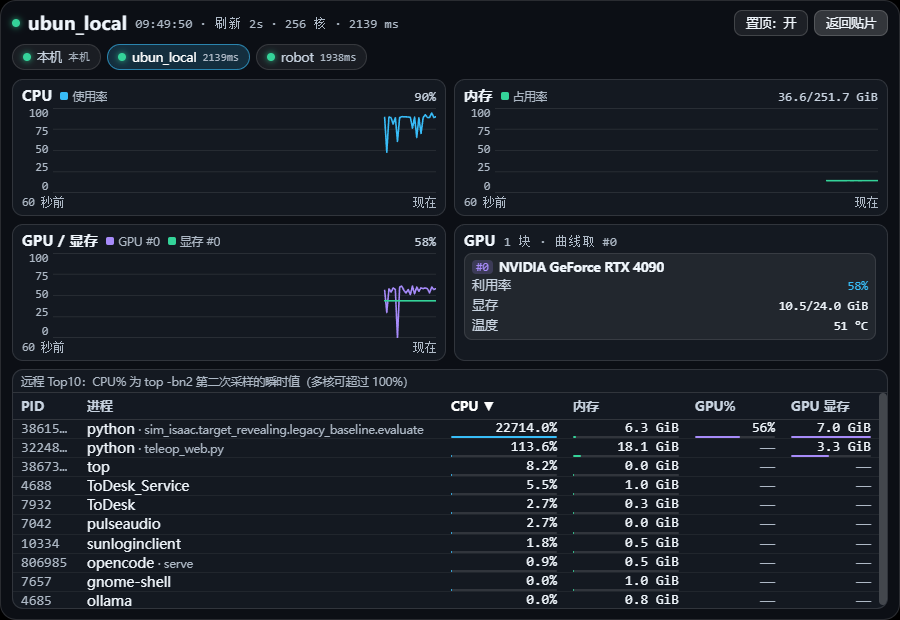 ubun_local 09:49:50 · 刷新 2s · 256 核 · 2139 ms 置顶: 开 返回贴片
本机 本机 ubun_local 2139ms robot 1938ms
CPU 使用率 90%
100
75
50
25
0
60 秒前 现在
内存 占用率 36.6/251.7 GiB
100
75
50
25
0
60 秒前 现在
GPU / 显存 GPU #0 显存 #0 58%
100
75
50
25
0
60 秒前 现在
GPU 1 块 · 曲线取 #0
#0 NVIDIA GeForce RTX 4090
利用率 58%
显存 10.5/24.0 GiB
温度 51 °C
远程 Top10: CPU% 为 top -bn2 第二次采样的瞬时值 (多核可超过 100%)
PID 进程 CPU ▼ 内存 GPU% GPU 显存
38615… python · sim_isaac.target_revealing.legacy_baseline.evaluate 22714.0% 6.3 GiB 56% 7.0 GiB
32248… python · teleop_web.py 113.6% 18.1 GiB — 3.3 GiB
38673… top 8.2% 0.0 GiB — —
4688 ToDesk_Service 5.5% 1.0 GiB — —
7932 ToDesk 2.7% 0.3 GiB — —
7042 pulseaudio 2.7% 0.0 GiB — —
10334 sunloginclient 1.8% 0.5 GiB — —
806985 opencode · serve 0.9% 0.5 GiB — —
7657 gnome-shell 0.0% 1.0 GiB — —
4685 ollama 0.0% 0.8 GiB — —